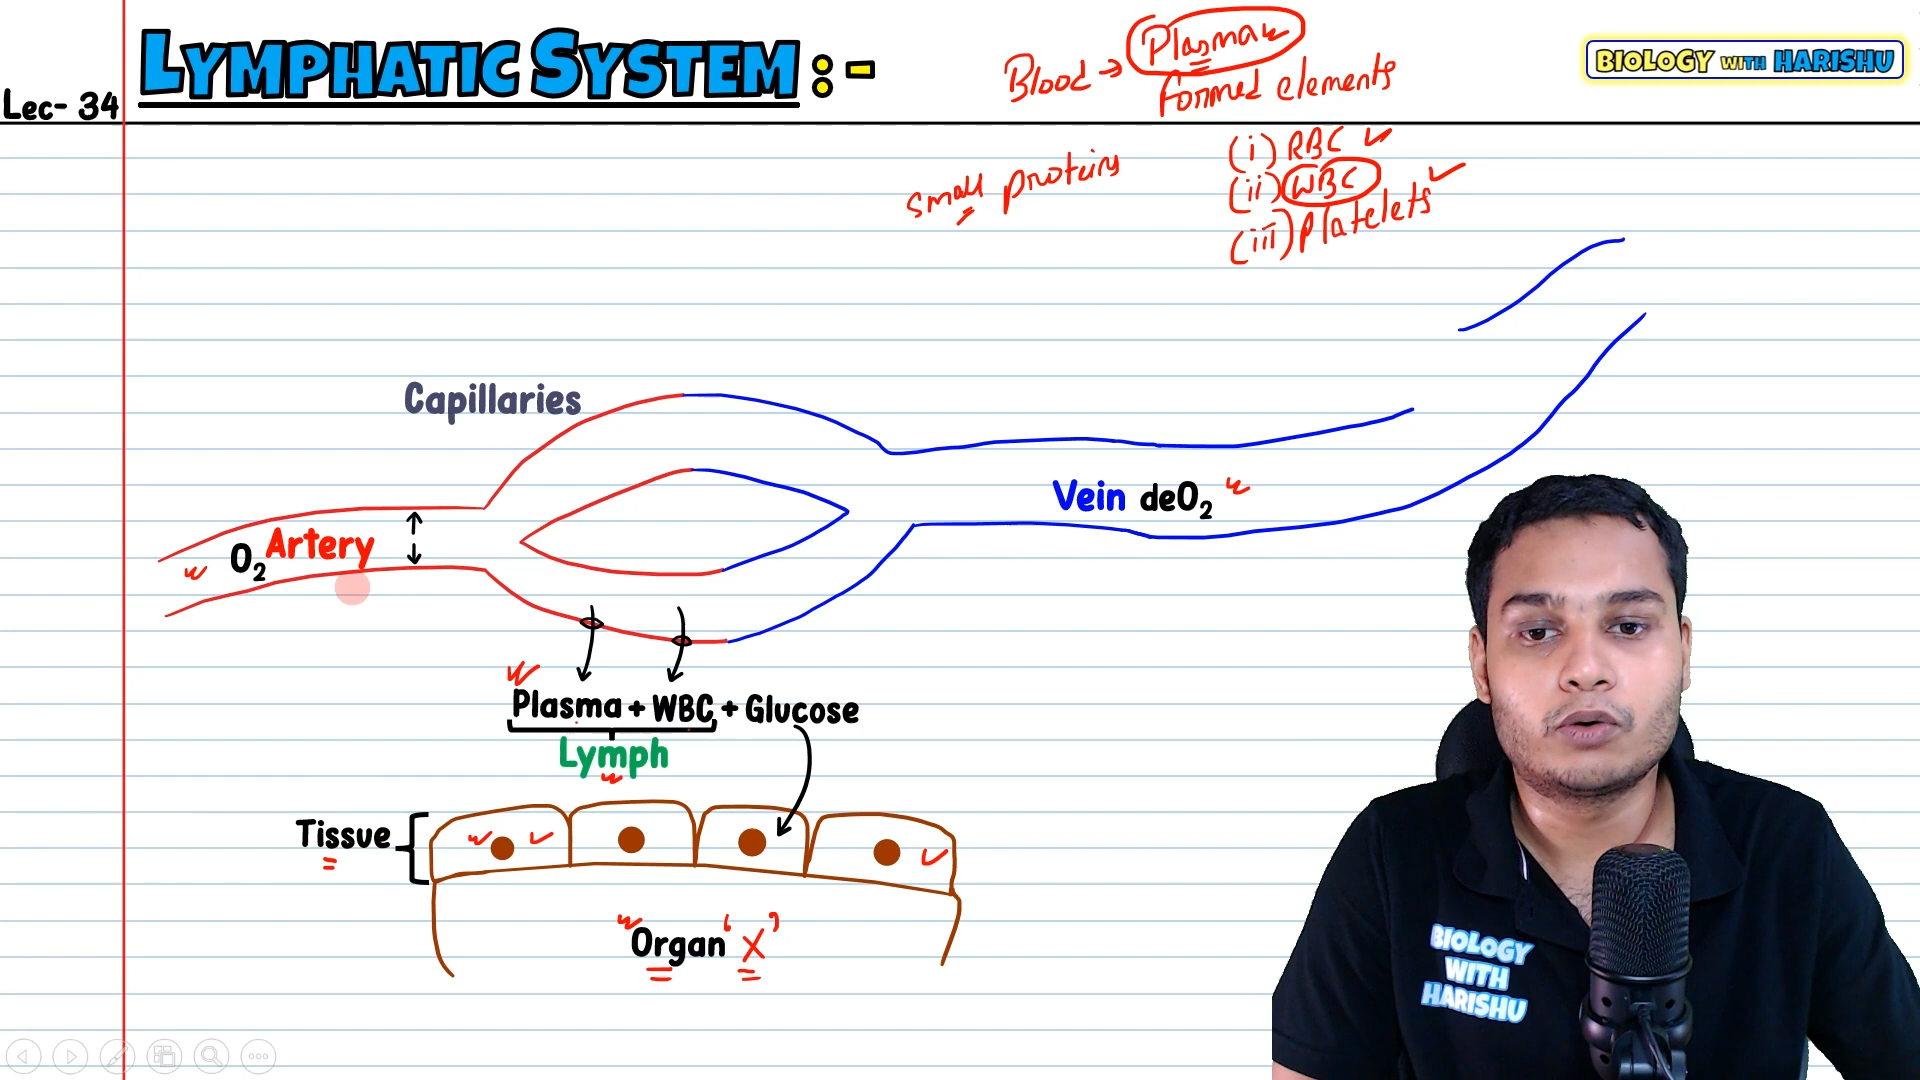 LYMPHATIC SYSTEM :-
Lec- 34
Blood → Plasma
formed elements
BIOLOGY WITH HARISHU
(i) RBC
small proteins
(ii) WBC
(iii) Platelets
Capillaries
Vein deO2
O2 Artery
Plasma + WBC + Glucose
Lymph
Tissue
Organ 'X'
BIOLOGY
WITH
HARISHU